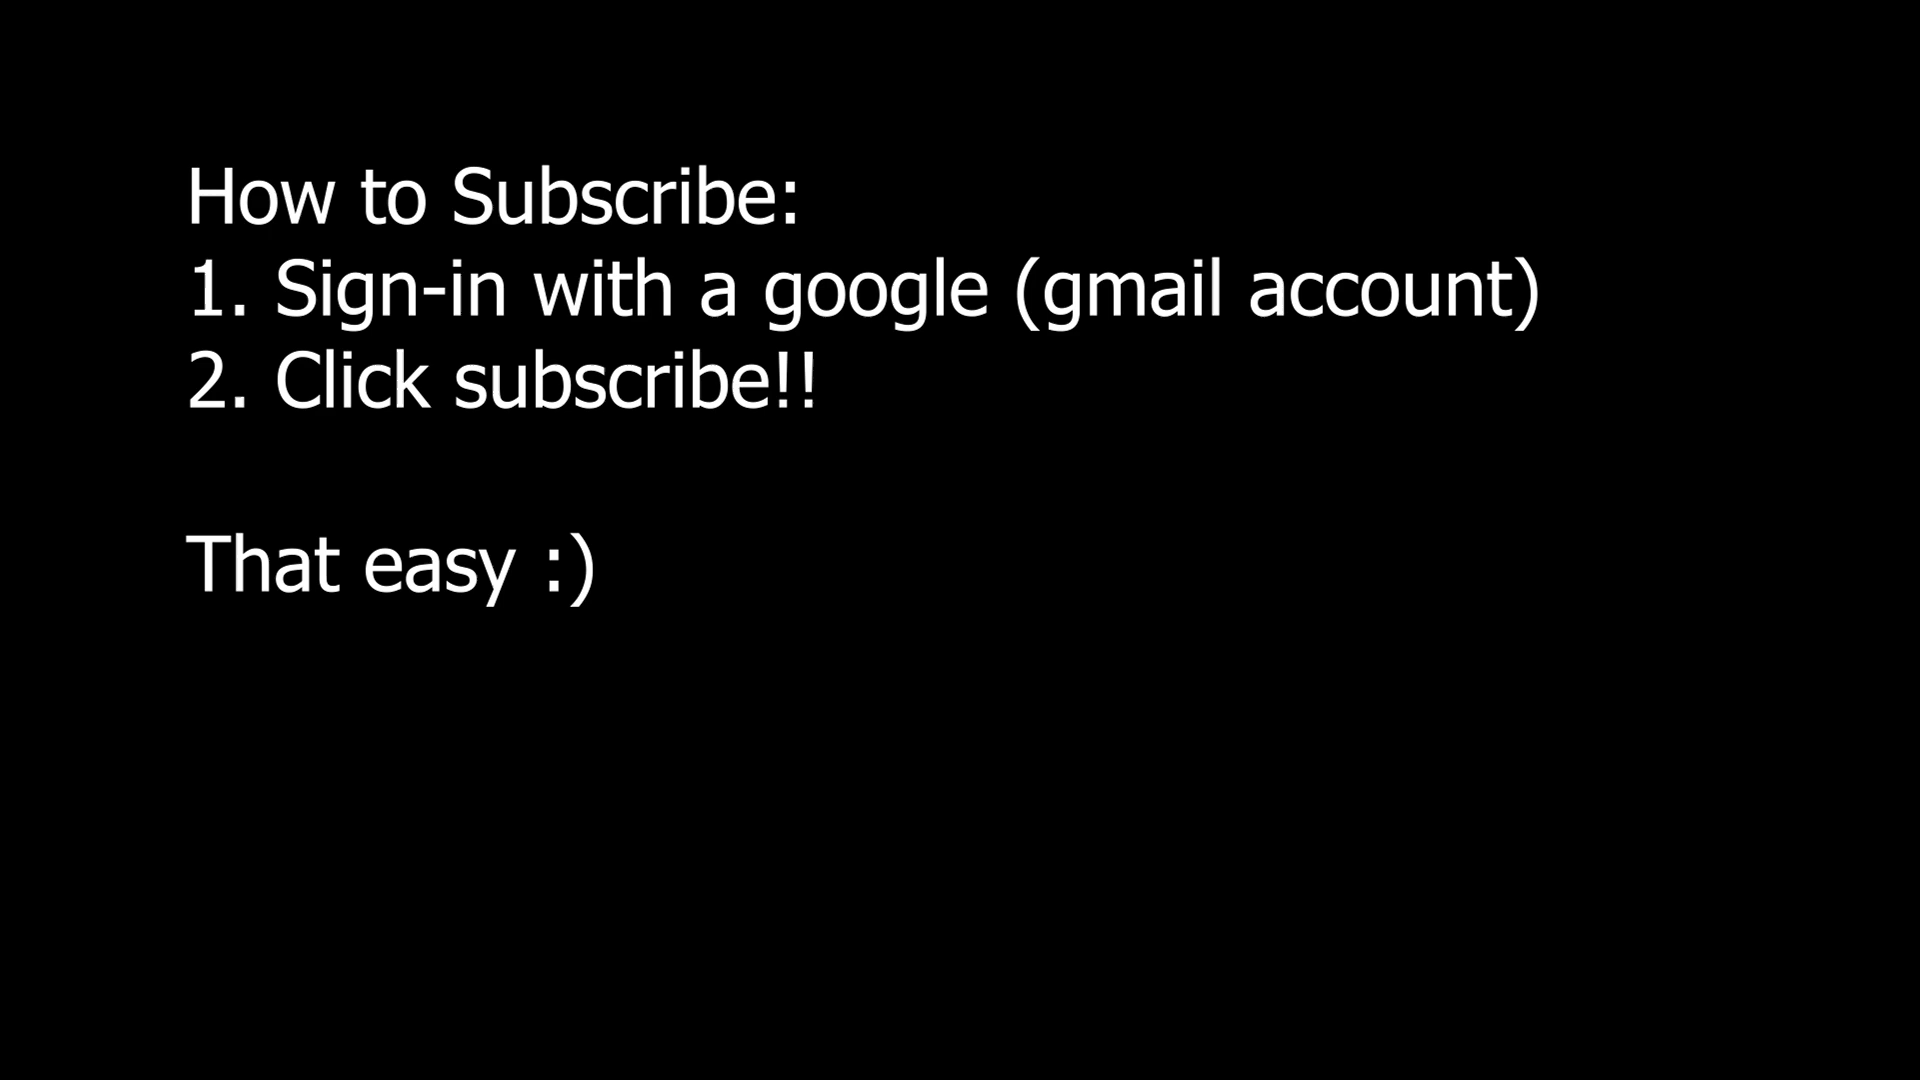 How to Subscribe:
1. Sign-in with a google (gmail account)
2. Click subscribe!!
That easy :)